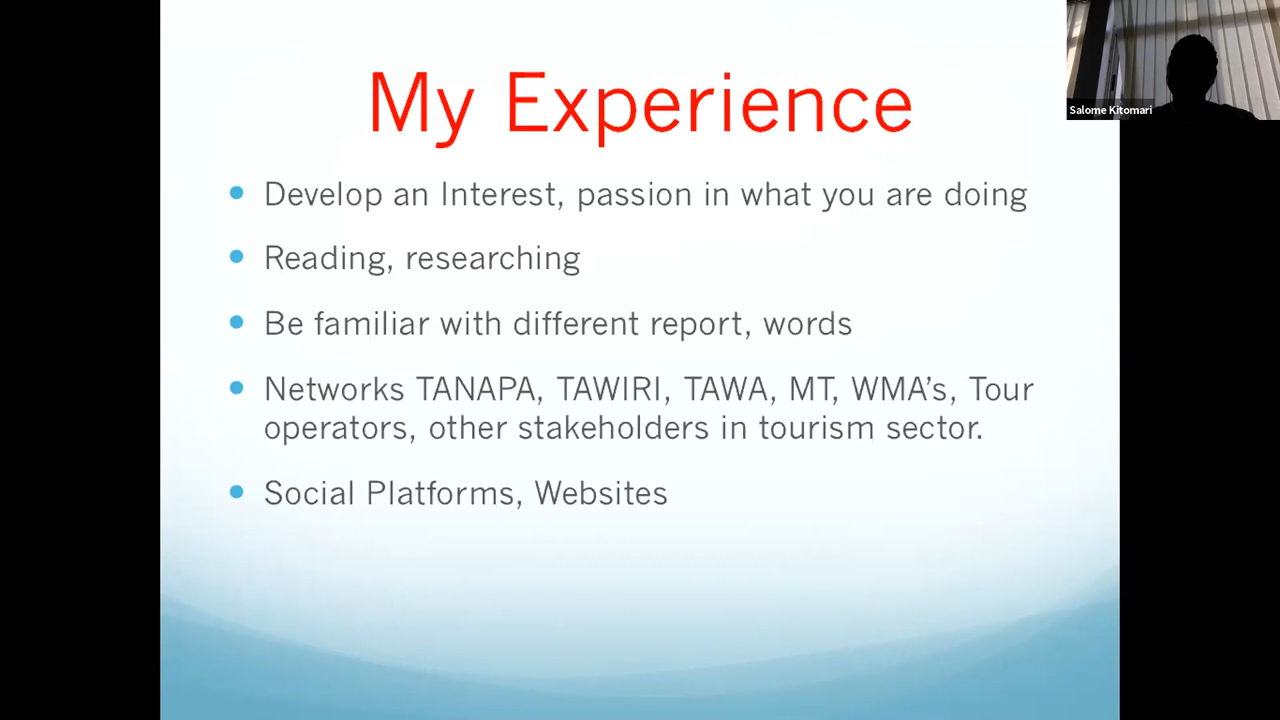 My Experience
Salome Kitomari
Develop an Interest, passion in what you are doing
Reading, researching
Be familiar with different report, words
Networks TANAPA, TAWIRI, TAWA, MT, WMA's, Tour
operators, other stakeholders in tourism sector.
Social Platforms, Websites